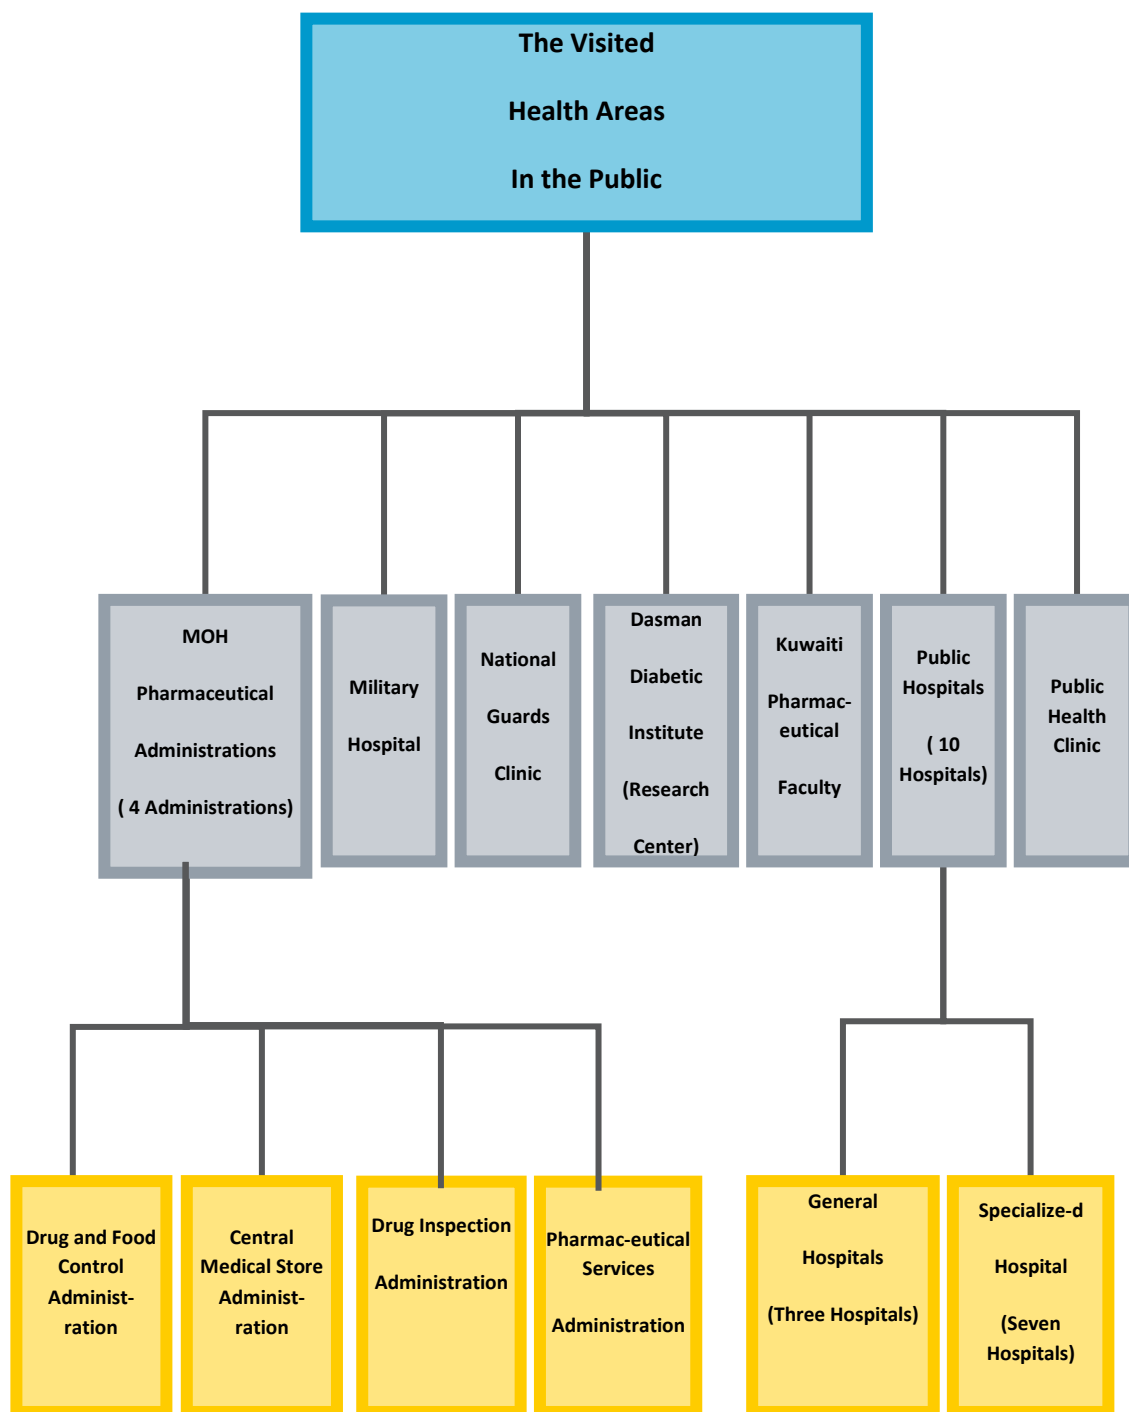 The Visited
Health Areas
In the Public
MOH
Pharmaceutical
Administrations
( 4 Administrations)
Military
Hospital
National
Guards
Clinic
Dasman
Diabetic
Institute
(Research
Center)
Kuwaiti
Pharmac-
eutical
Faculty
Public
Hospitals
( 10
Hospitals)
Public
Health
Clinic
Drug and Food
Control
Administ-
ration
Central
Medical Store
Administ-
ration
Drug Inspection
Administration
Pharmac-eutical
Services
Administration
General
Hospitals
(Three Hospitals)
Specialize-d
Hospital
(Seven
Hospitals)